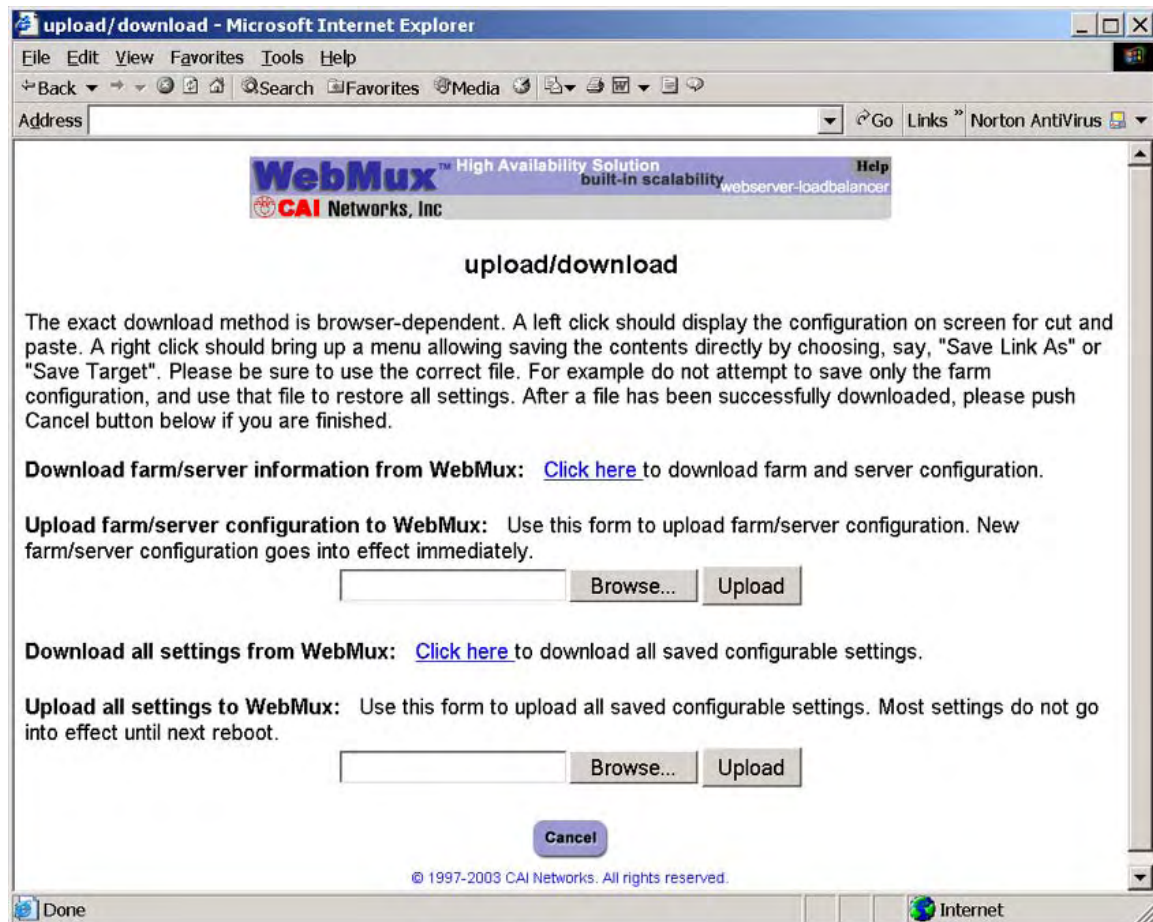 upload/download - Microsoft Internet Explorer
File Edit View Favorites Tools Help
Back Search Favorites Media
Address Go Links » Norton AntiVirus
WebMux™ High Availability Solution Help
built-in scalability
webserver-loadbalancer
CAI Networks, Inc
upload/download
The exact download method is browser-dependent. A left click should display the configuration on screen for cut and
paste. A right click should bring up a menu allowing saving the contents directly by choosing, say, "Save Link As" or
"Save Target". Please be sure to use the correct file. For example do not attempt to save only the farm
configuration, and use that file to restore all settings. After a file has been successfully downloaded, please push
Cancel button below if you are finished.
Download farm/server information from WebMux: Click here to download farm and server configuration.
Upload farm/server configuration to WebMux: Use this form to upload farm/server configuration. New
farm/server configuration goes into effect immediately.
Browse... Upload
Download all settings from WebMux: Click here to download all saved configurable settings.
Upload all settings to WebMux: Use this form to upload all saved configurable settings. Most settings do not go
into effect until next reboot.
Browse... Upload
Cancel
© 1997-2003 CAI Networks. All rights reserved.
Done Internet